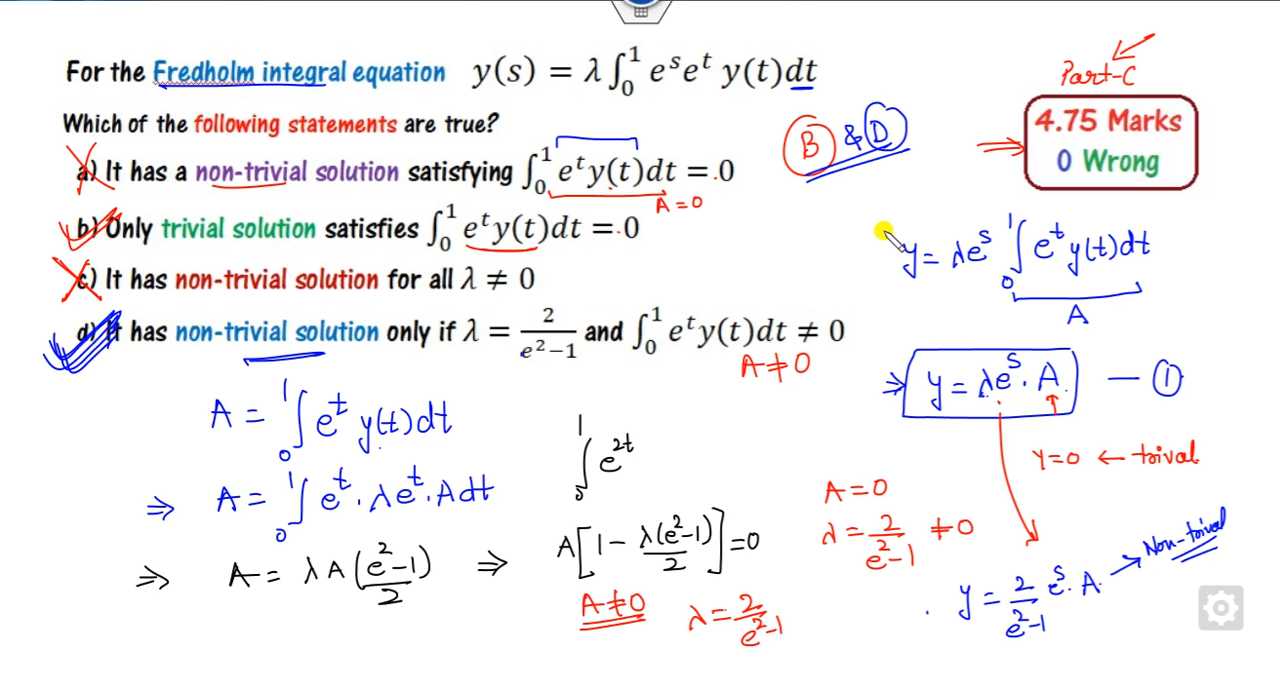 For the Fredholm integral equation y(s) = λ ∫₀¹ eˢeᵗ y(t)dt
Part-C
Which of the following statements are true?
4.75 Marks
0 Wrong
B & D
a) It has a non-trivial solution satisfying ∫₀¹ eᵗy(t)dt = 0
A = 0
b) Only trivial solution satisfies ∫₀¹ eᵗy(t)dt = 0
c) It has non-trivial solution for all λ ≠ 0
d) It has non-trivial solution only if λ = 2/(e²−1) and ∫₀¹ eᵗy(t)dt ≠ 0
A ≠ 0
y = λeˢ ∫₀¹ eᵗ y(t)dt
A
⇒ y = λeˢ · A — ①
y=0 ← trival
A = ∫₀¹ eᵗ y(t)dt
⇒ A = ∫₀¹ eᵗ · λeᵗ · A dt
⇒ A = λA (e²−1)/2
∫₀¹ e²ᵗ
⇒ A[1 − λ(e²−1)/2] = 0
A ≠ 0 λ = 2/(e²−1)
A = 0
λ = 2/(e²−1) ≠ 0
y = 2/(e²−1) eˢ · A → Non-trival